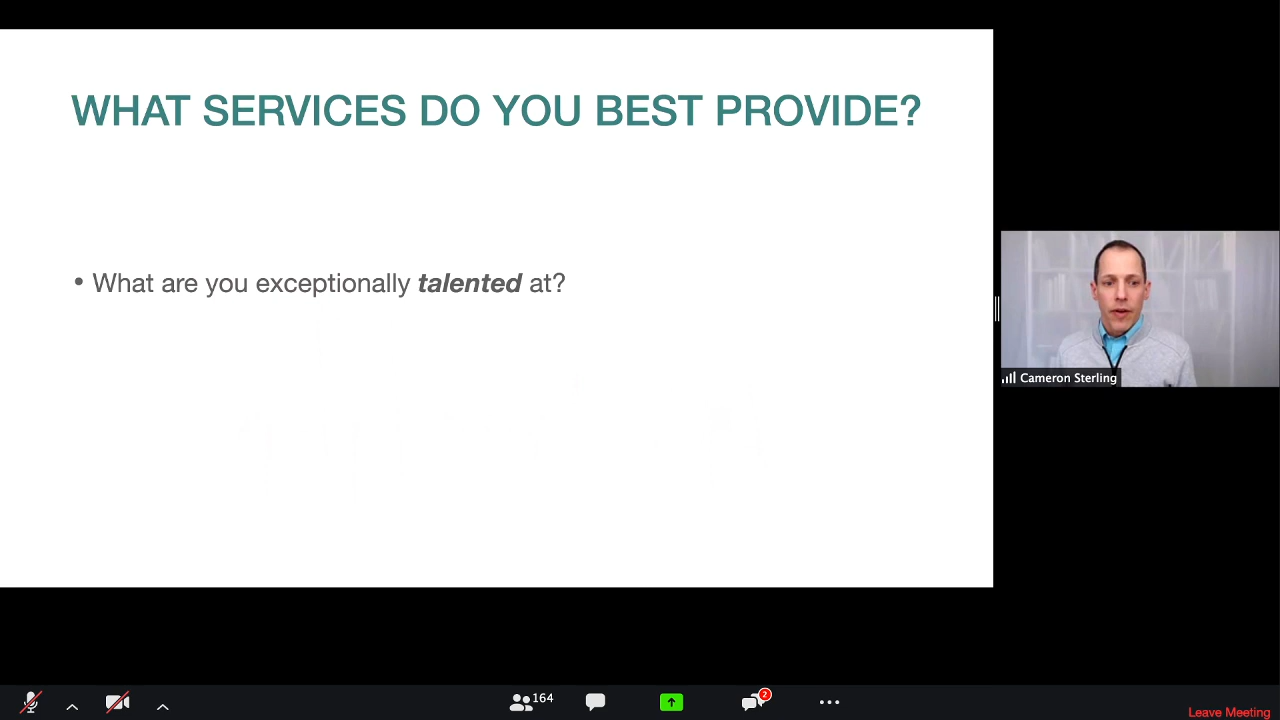 WHAT SERVICES DO YOU BEST PROVIDE?
• What are you exceptionally talented at?
Cameron Sterling
164
2
Leave Meeting